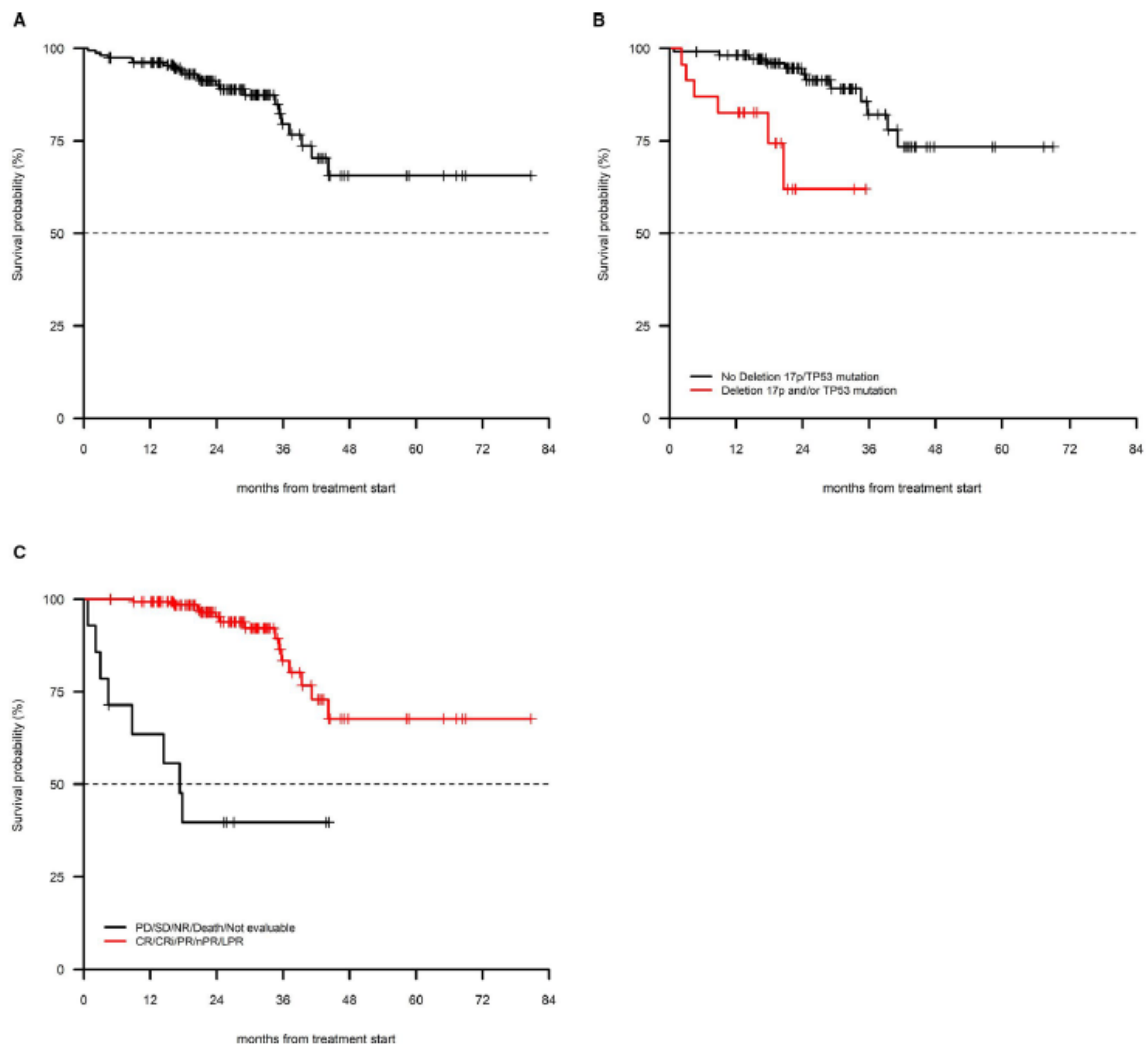 A
100
75
50
25
0
Survival probability (%)
0 12 24 36 48 60 72 84
months from treatment start
B
100
75
50
25
0
Survival probability (%)
No Deletion 17p/TP53 mutation
Deletion 17p and/or TP53 mutation
0 12 24 36 48 60 72 84
months from treatment start
C
100
75
50
25
0
Survival probability (%)
PD/SD/NR/Death/Not evaluable
CR/CRi/PR/nPR/LPR
0 12 24 36 48 60 72 84
months from treatment start